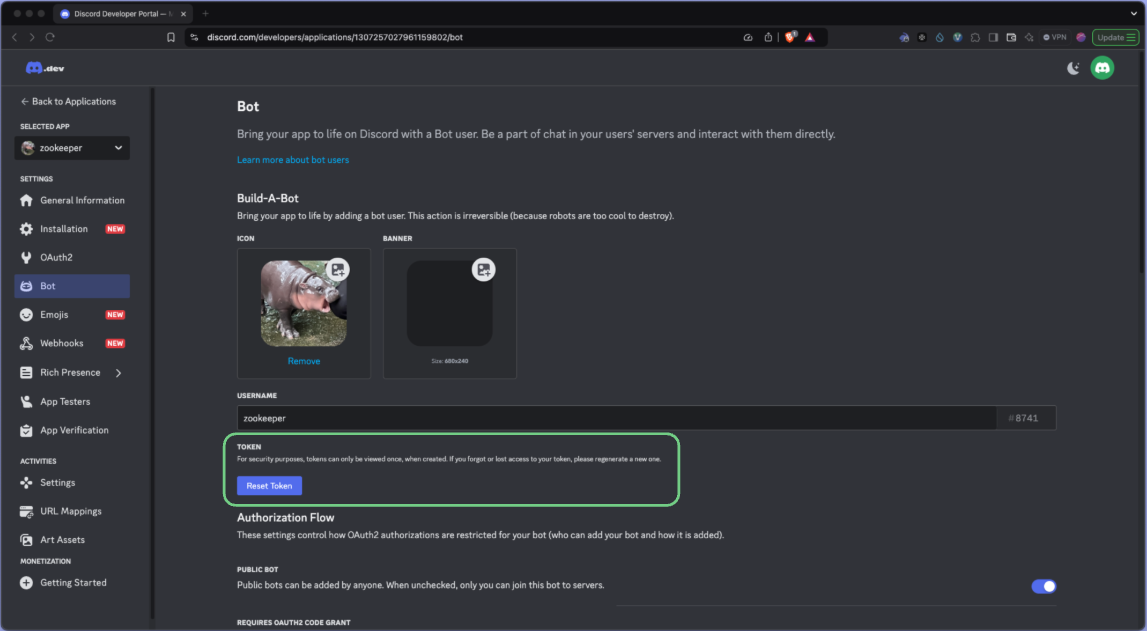 Discord Developer Portal —
discord.com/developers/applications/1307257027961159802/bot
VPN
Update
.dev
Back to Applications
SELECTED APP
zookeeper
SETTINGS
General Information
Installation NEW
OAuth2
Bot
Emojis NEW
Webhooks NEW
Rich Presence
App Testers
App Verification
ACTIVITIES
Settings
URL Mappings
Art Assets
MONETIZATION
Getting Started
Bot
Bring your app to life on Discord with a Bot user. Be a part of chat in your users' servers and interact with them directly.
Learn more about bot users
Build-A-Bot
Bring your app to life by adding a bot user. This action is irreversible (because robots are too cool to destroy).
ICON BANNER
Remove
Size: 680x240
USERNAME
zookeeper #8741
TOKEN
For security purposes, tokens can only be viewed once, when created. If you forgot or lost access to your token, please regenerate a new one.
Reset Token
Authorization Flow
These settings control how OAuth2 authorizations are restricted for your bot (who can add your bot and how it is added).
PUBLIC BOT
Public bots can be added by anyone. When unchecked, only you can join this bot to servers.
REQUIRES OAUTH2 CODE GRANT